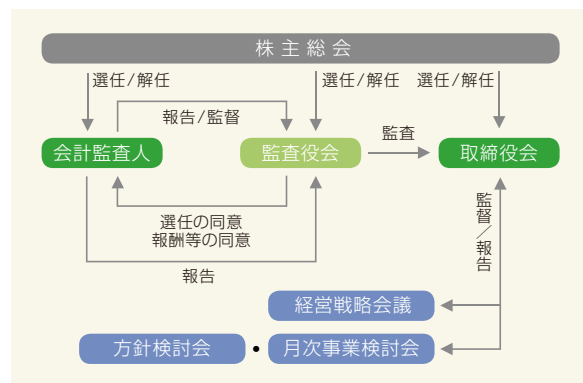 株主総会
選任/解任
選任/解任
選任/解任
報告/監督
監査
会計監査人
監査役会
取締役会
選任の同意
報酬等の同意
監督／報告
報告
経営戦略会議
方針検討会・月次事業検討会